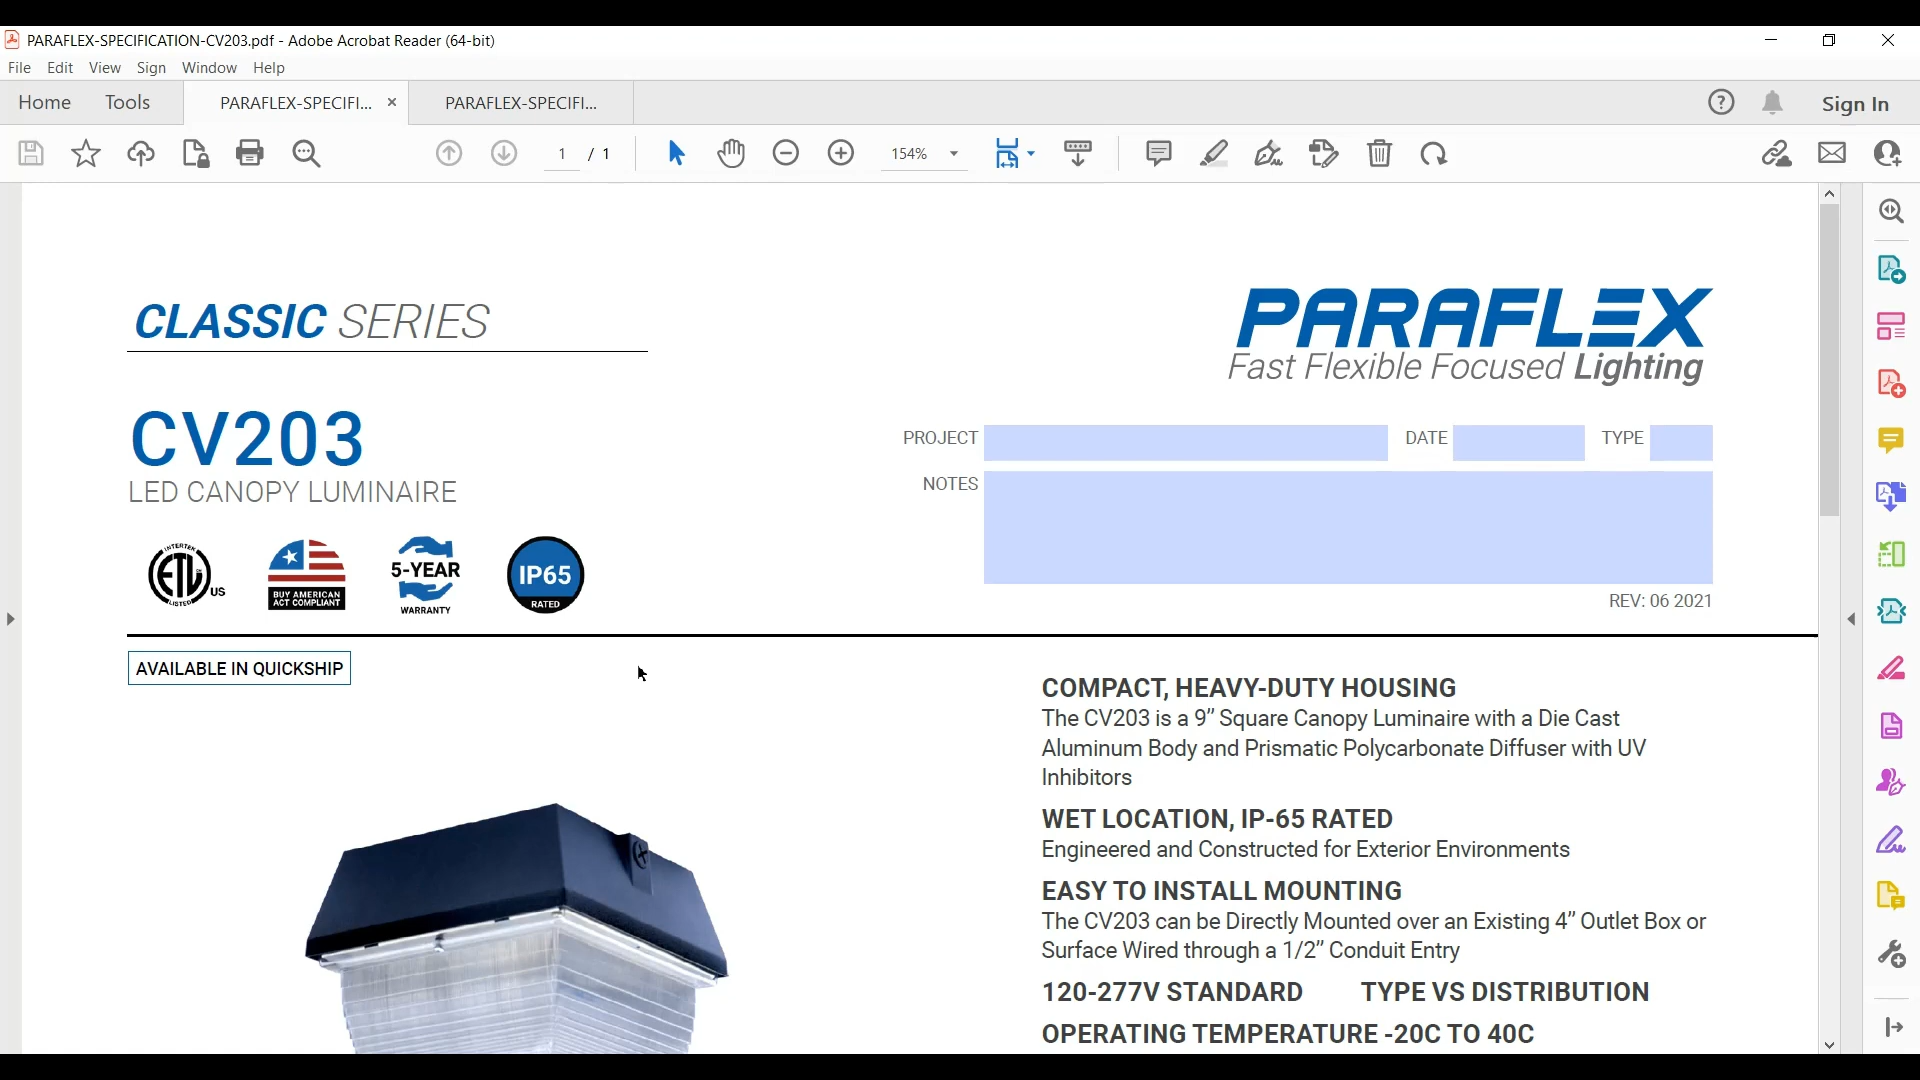 PARAFLEX-SPECIFICATION-CV203.pdf - Adobe Acrobat Reader (64-bit)
File Edit View Sign Window Help
Home Tools PARAFLEX-SPECIFI... × PARAFLEX-SPECIFI... Sign In
1 / 1 154%
CLASSIC SERIES
PARAFLEX
Fast Flexible Focused Lighting
CV203
LED CANOPY LUMINAIRE
PROJECT DATE TYPE
NOTES
INTERTEK
ETL
LISTED
US
BUY AMERICAN
ACT COMPLIANT
5-YEAR
WARRANTY
IP65
RATED
REV: 06 2021
AVAILABLE IN QUICKSHIP
COMPACT, HEAVY-DUTY HOUSING
The CV203 is a 9” Square Canopy Luminaire with a Die Cast
Aluminum Body and Prismatic Polycarbonate Diffuser with UV
Inhibitors
WET LOCATION, IP-65 RATED
Engineered and Constructed for Exterior Environments
EASY TO INSTALL MOUNTING
The CV203 can be Directly Mounted over an Existing 4” Outlet Box or
Surface Wired through a 1/2” Conduit Entry
120-277V STANDARD TYPE VS DISTRIBUTION
OPERATING TEMPERATURE -20C TO 40C